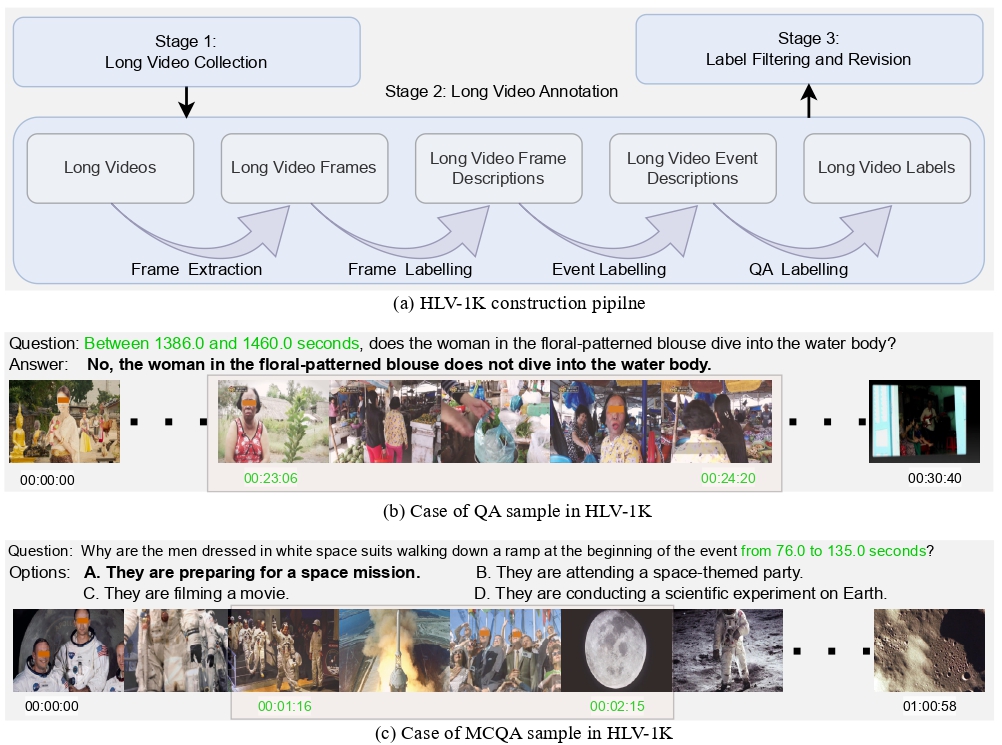 Stage 1:
Long Video Collection
Stage 3:
Label Filtering and Revision
Stage 2: Long Video Annotation
Long Videos
Long Video Frames
Long Video Frame
Descriptions
Long Video Event
Descriptions
Long Video Labels
Frame Extraction
Frame Labelling
Event Labelling
QA Labelling
(a) HLV-1K construction pipilne
Question: Between 1386.0 and 1460.0 seconds, does the woman in the floral-patterned blouse dive into the water body?
Answer: No, the woman in the floral-patterned blouse does not dive into the water body.
00:00:00
00:23:06
00:24:20
00:30:40
(b) Case of QA sample in HLV-1K
Question: Why are the men dressed in white space suits walking down a ramp at the beginning of the event from 76.0 to 135.0 seconds?
Options: A. They are preparing for a space mission. B. They are attending a space-themed party.
C. They are filming a movie. D. They are conducting a scientific experiment on Earth.
00:00:00
00:01:16
00:02:15
01:00:58
(c) Case of MCQA sample in HLV-1K